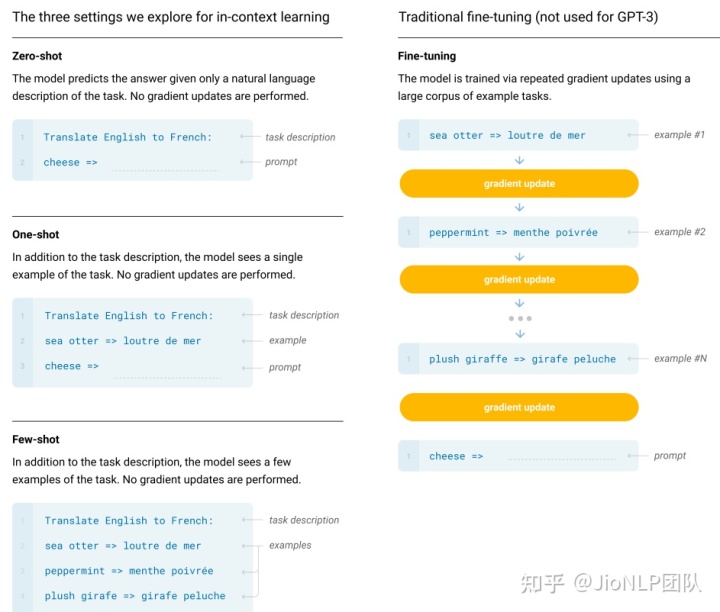 The three settings we explore for in-context learning
Zero-shot
The model predicts the answer given only a natural language
description of the task. No gradient updates are performed.
1 Translate English to French: task description
2 cheese => prompt
One-shot
In addition to the task description, the model sees a single
example of the task. No gradient updates are performed.
1 Translate English to French: task description
2 sea otter => loutre de mer example
3 cheese => prompt
Few-shot
In addition to the task description, the model sees a few
examples of the task. No gradient updates are performed.
1 Translate English to French: task description
2 sea otter => loutre de mer examples
3 peppermint => menthe poivrée
4 plush girafe => girafe peluche
Traditional fine-tuning (not used for GPT-3)
Fine-tuning
The model is trained via repeated gradient updates using a
large corpus of example tasks.
1 sea otter => loutre de mer example #1
gradient update
1 peppermint => menthe poivrée example #2
gradient update
1 plush giraffe => girafe peluche example #N
gradient update
1 cheese => prompt
知乎 @JioNLP团队